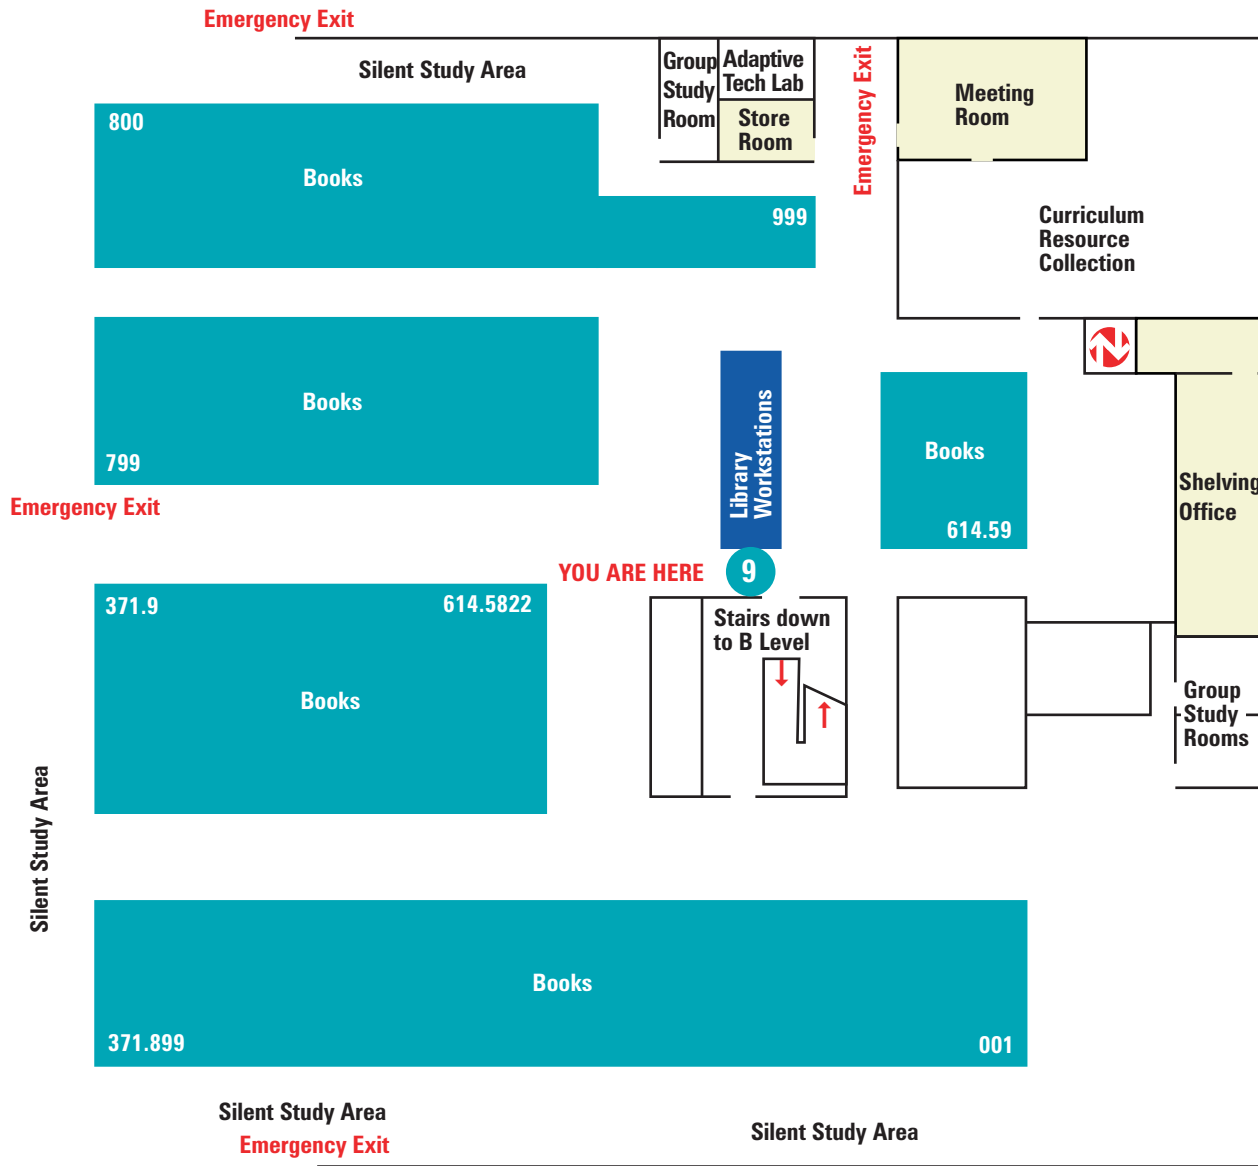 Emergency Exit
Silent Study Area
Group
Study
Room
Adaptive
Tech Lab
Store
Room
Emergency Exit
Meeting
Room
800
Books
999
Curriculum
Resource
Collection
Books
799
Library
Workstations
Books
614.59
Shelving
Office
Emergency Exit
YOU ARE HERE
9
371.9
614.5822
Books
Stairs down
to B Level
Group
Study
Rooms
Silent Study Area
Books
371.899
001
Silent Study Area
Emergency Exit
Silent Study Area